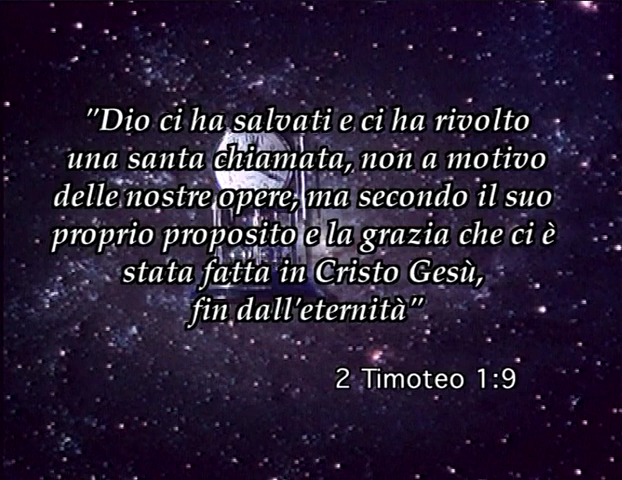 "Dio ci ha salvati e ci ha rivolto
una santa chiamata, non a motivo
delle nostre opere, ma secondo il suo
proprio proposito e la grazia che ci è
stata fatta in Cristo Gesù,
fin dall'eternità"
2 Timoteo 1:9